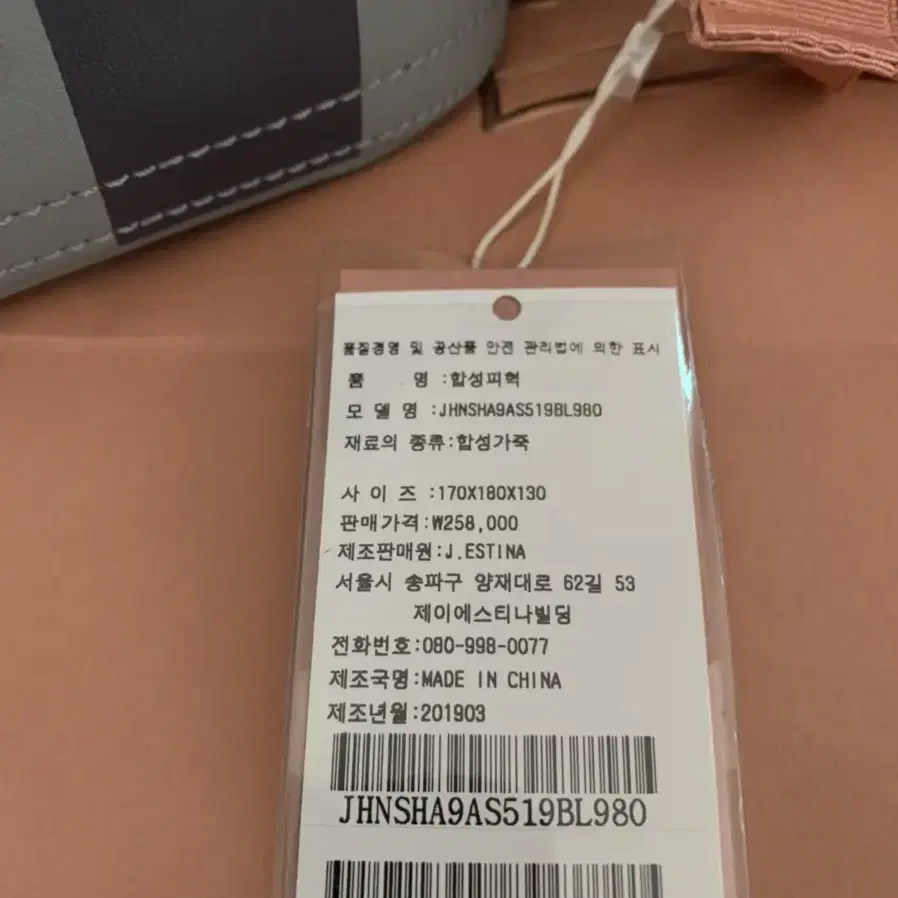 품질경영 및 공산품 안전 관리법에 의한 표시
품 명 :합성피혁
모 델 명 :JHNSHA9AS519BL980
재료의 종류:합성가죽
사 이 즈 :170X180X130
판매가격:₩258,000
제조판매원:J.ESTINA
서울시 송파구 양재대로 62길 53
제이에스티나빌딩
전화번호:080-998-0077
제조국명:MADE IN CHINA
제조년월:201903
JHNSHA9AS519BL980